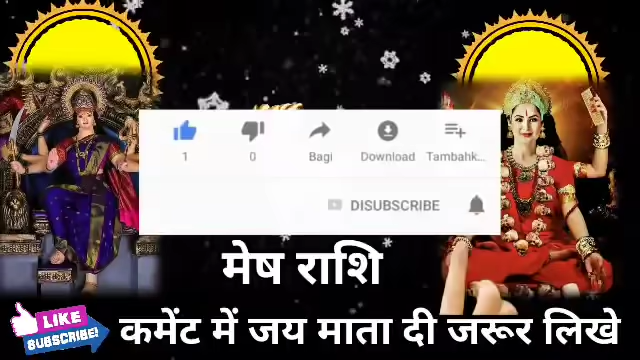 1 0 Bagi Download Tambahk...
DISUBSCRIBE
मेष राशि
LIKE
SUBSCRIBE!
कमेंट में जय माता दी जरूर लिखे